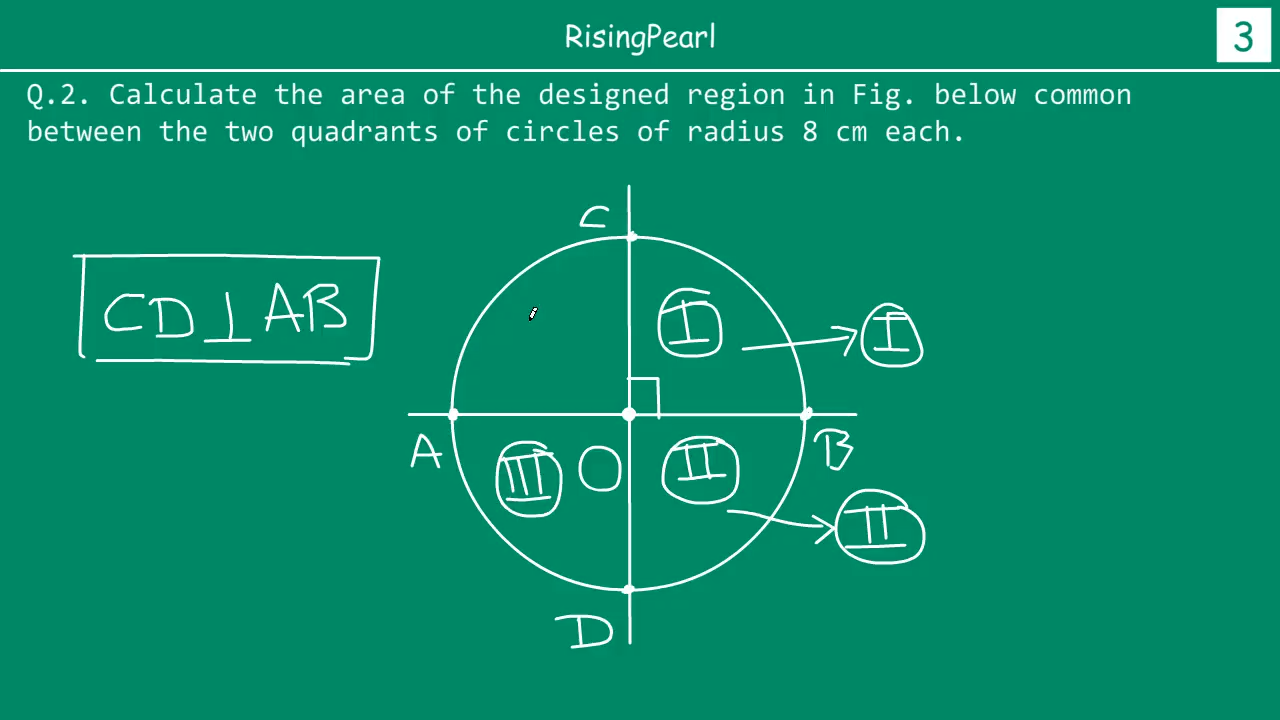 RisingPearl
3
Q.2. Calculate the area of the designed region in Fig. below common
between the two quadrants of circles of radius 8 cm each.
C
CD⊥AB
I
I
A
III
O
II
B
II
D